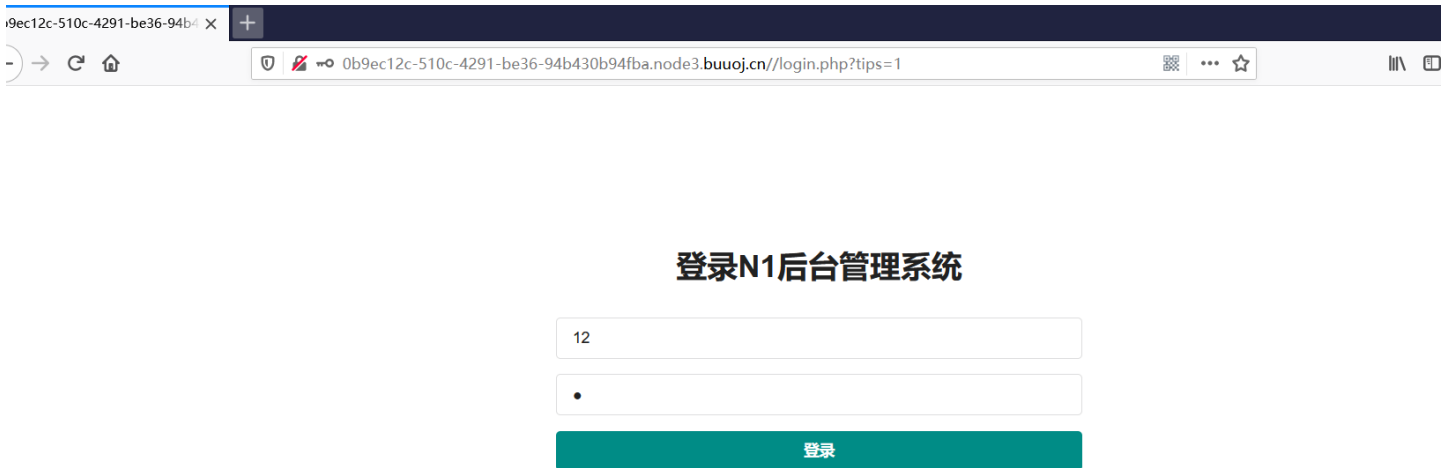 9ec12c-510c-4291-be36-94b4
0b9ec12c-510c-4291-be36-94b430b94fba.node3.buuoj.cn//login.php?tips=1
登录N1后台管理系统
12
登录